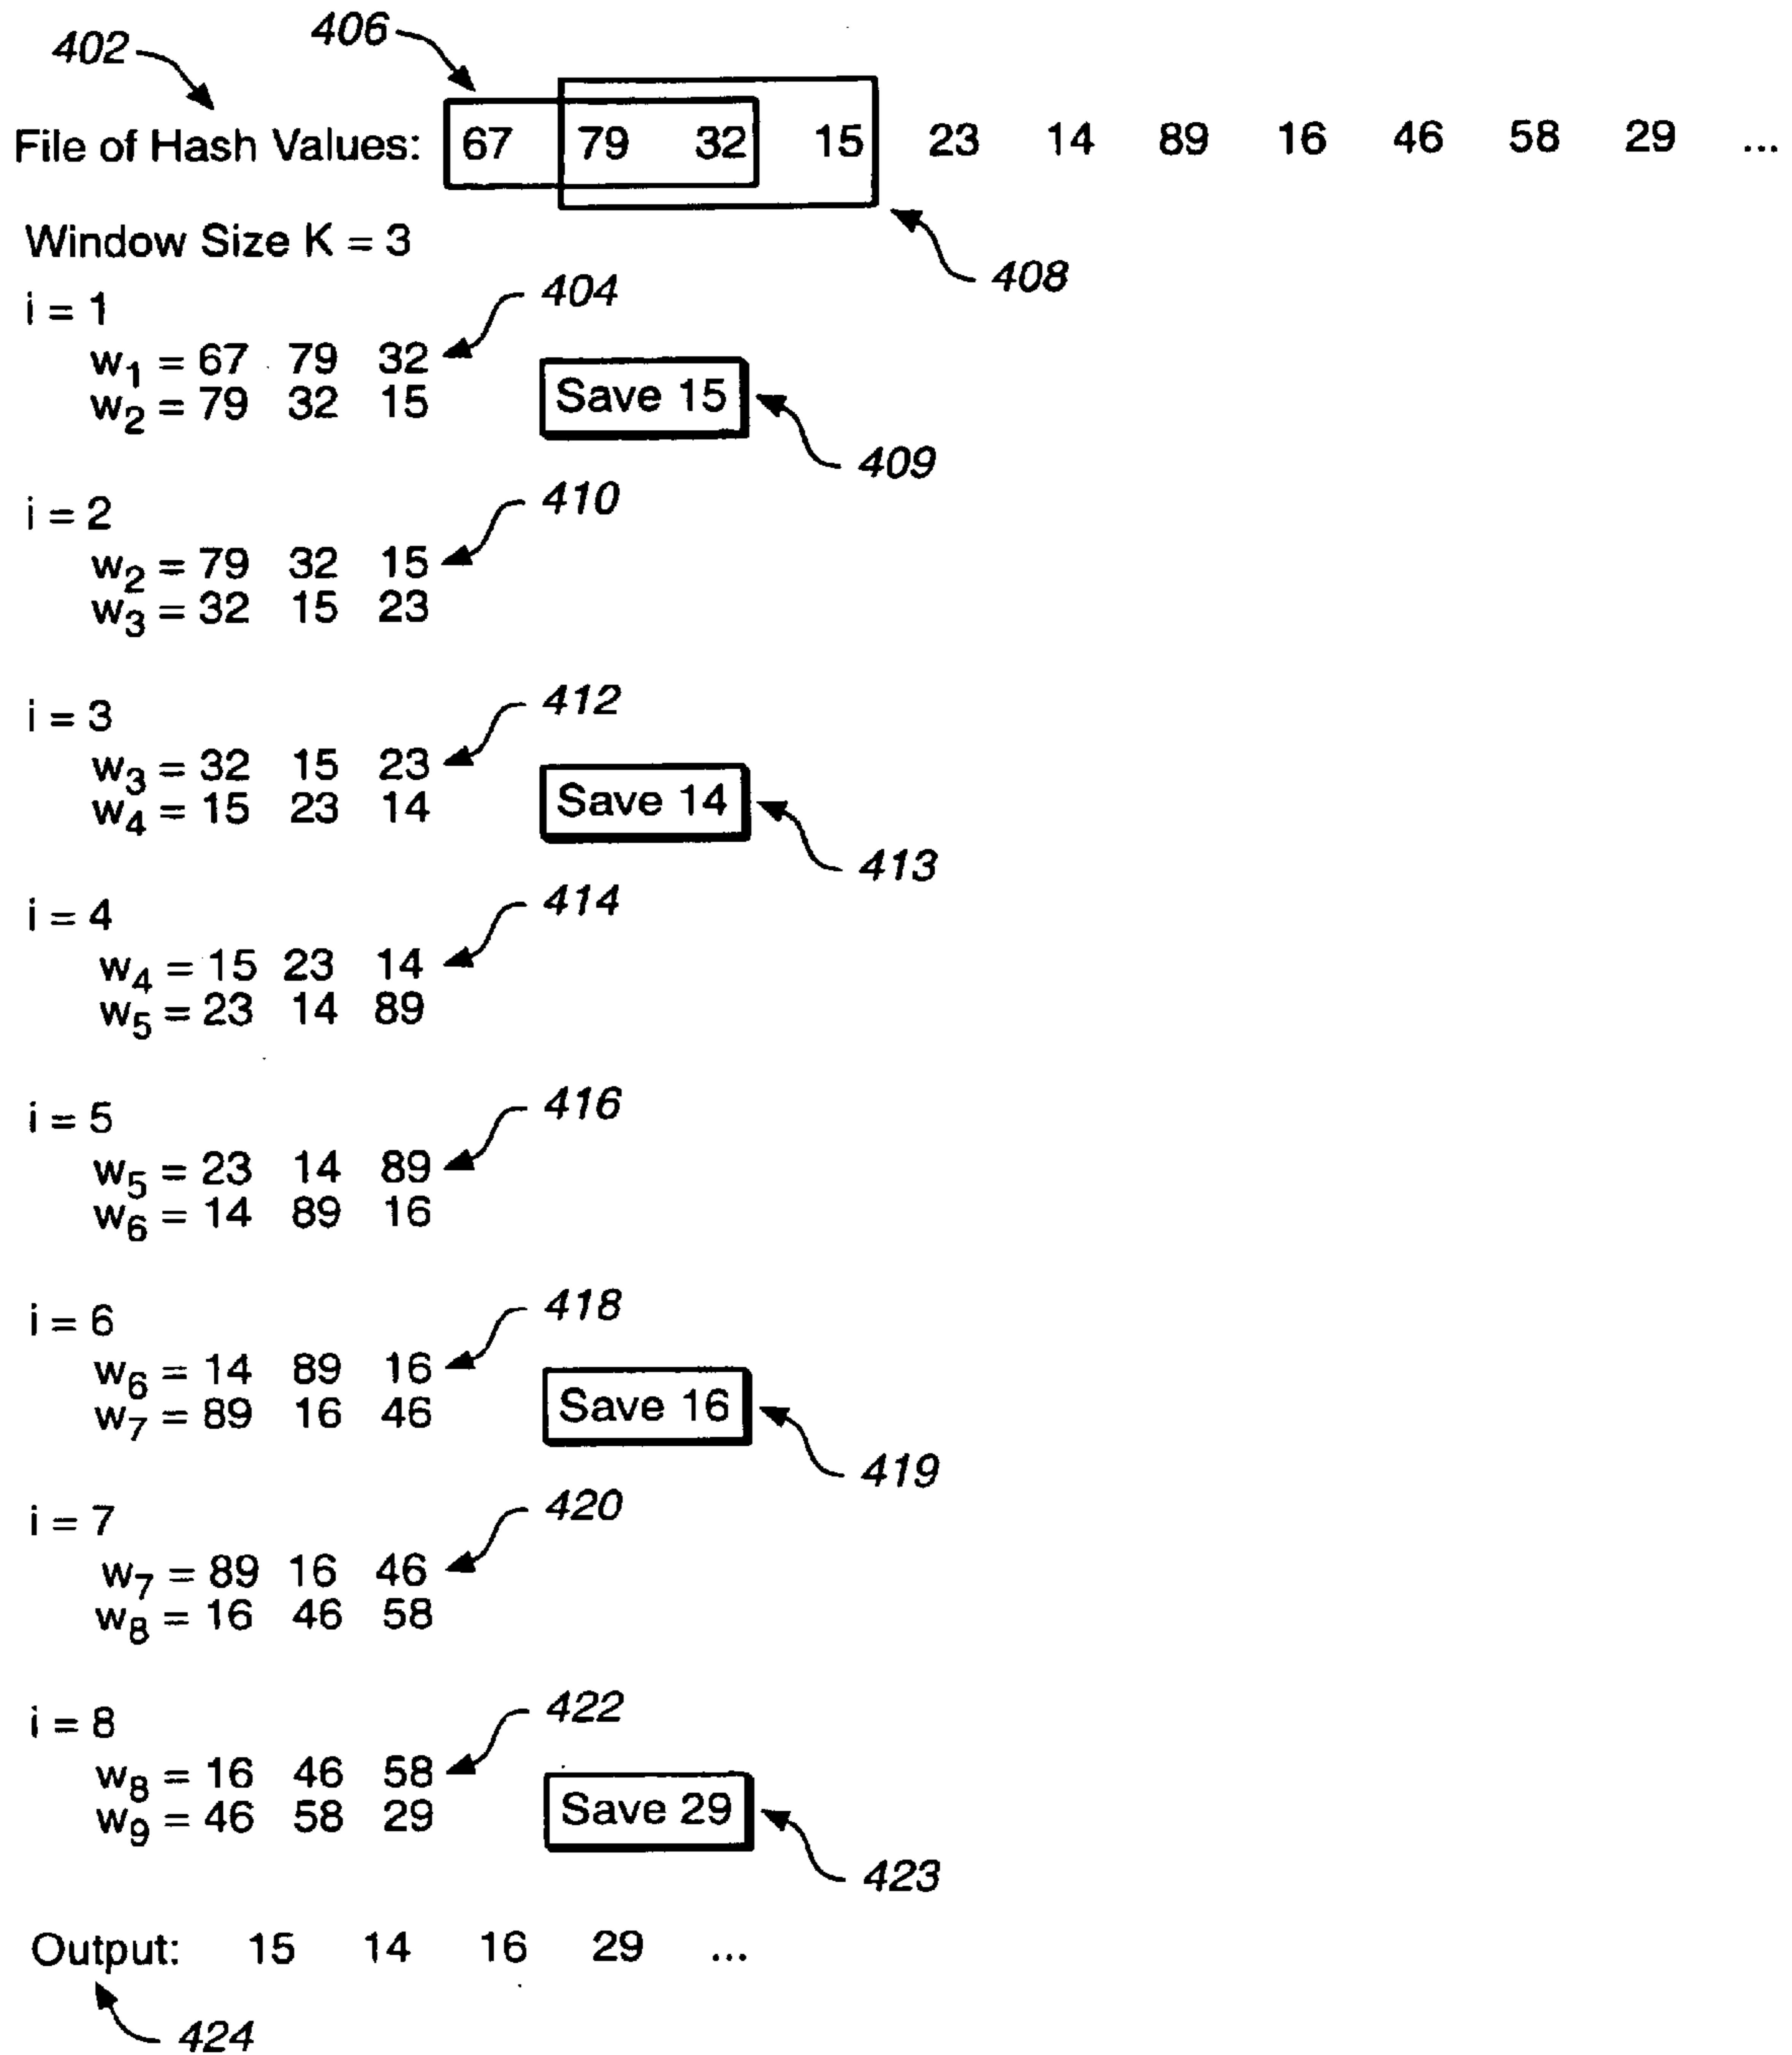 402
406
File of Hash Values: 67 79 32 15 23 14 89 16 46 58 29 ...
Window Size K = 3
408
i = 1
404
w1 = 67 79 32
w2 = 79 32 15
Save 15
409
i = 2
410
w2 = 79 32 15
w3 = 32 15 23
i = 3
412
w3 = 32 15 23
w4 = 15 23 14
Save 14
413
i = 4
414
w4 = 15 23 14
w5 = 23 14 89
i = 5
416
w5 = 23 14 89
w6 = 14 89 16
i = 6
418
w6 = 14 89 16
w7 = 89 16 46
Save 16
419
i = 7
420
w7 = 89 16 46
w8 = 16 46 58
i = 8
422
w8 = 16 46 58
w9 = 46 58 29
Save 29
423
Output: 15 14 16 29 ...
424